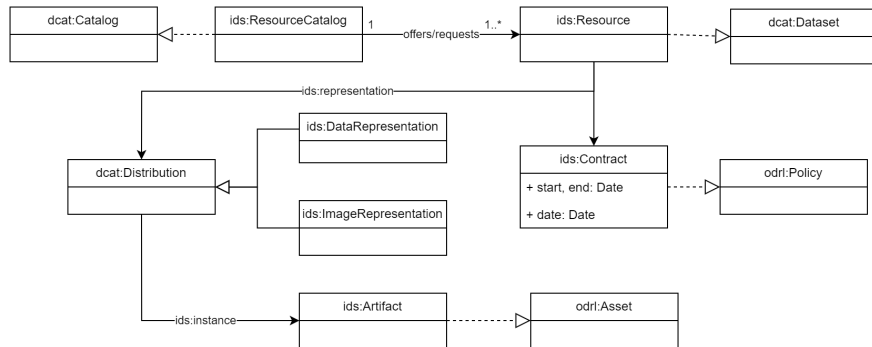 dcat:Catalog
ids:ResourceCatalog
1
offers/requests
1..*
ids:Resource
dcat:Dataset
ids:representation
ids:DataRepresentation
dcat:Distribution
ids:Contract
+ start, end: Date
+ date: Date
odrl:Policy
ids:ImageRepresentation
ids:instance
ids:Artifact
odrl:Asset